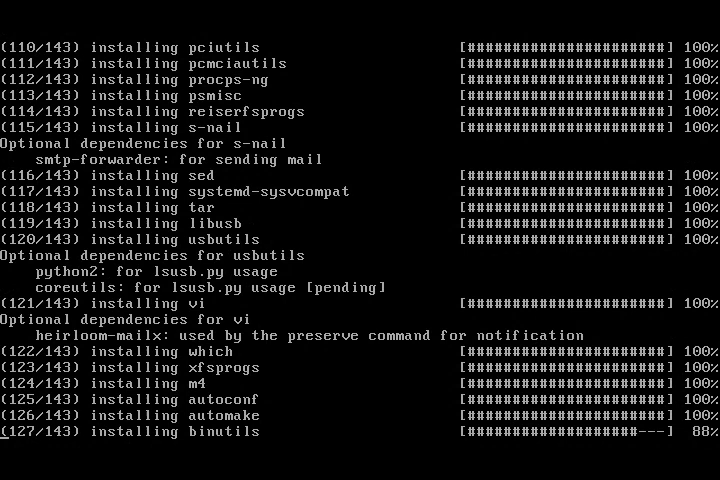 (110/143) installing pciutils [######################] 100%
(111/143) installing pcmciautils [######################] 100%
(112/143) installing procps-ng [######################] 100%
(113/143) installing psmisc [######################] 100%
(114/143) installing reiserfsprogs [######################] 100%
(115/143) installing s-nail [######################] 100%
Optional dependencies for s-nail
    smtp-forwarder: for sending mail
(116/143) installing sed [######################] 100%
(117/143) installing systemd-sysvcompat [######################] 100%
(118/143) installing tar [######################] 100%
(119/143) installing libusb [######################] 100%
(120/143) installing usbutils [######################] 100%
Optional dependencies for usbutils
    python2: for lsusb.py usage
    coreutils: for lsusb.py usage [pending]
(121/143) installing vi [######################] 100%
Optional dependencies for vi
    heirloom-mailx: used by the preserve command for notification
(122/143) installing which [######################] 100%
(123/143) installing xfsprogs [######################] 100%
(124/143) installing m4 [######################] 100%
(125/143) installing autoconf [######################] 100%
(126/143) installing automake [######################] 100%
(127/143) installing binutils [###################---] 88%